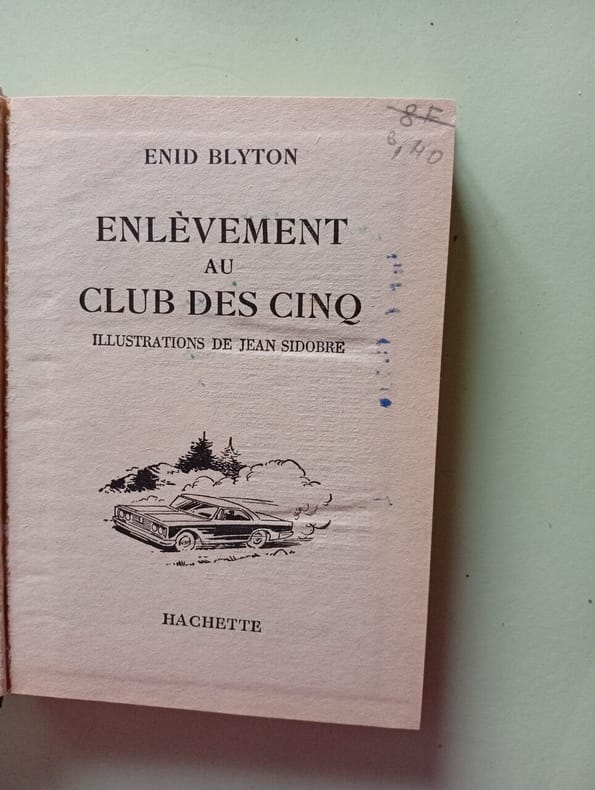 8F
8,40
ENID BLYTON
ENLÈVEMENT
AU
CLUB DES CINQ
ILLUSTRATIONS DE JEAN SIDOBRE
HACHETTE